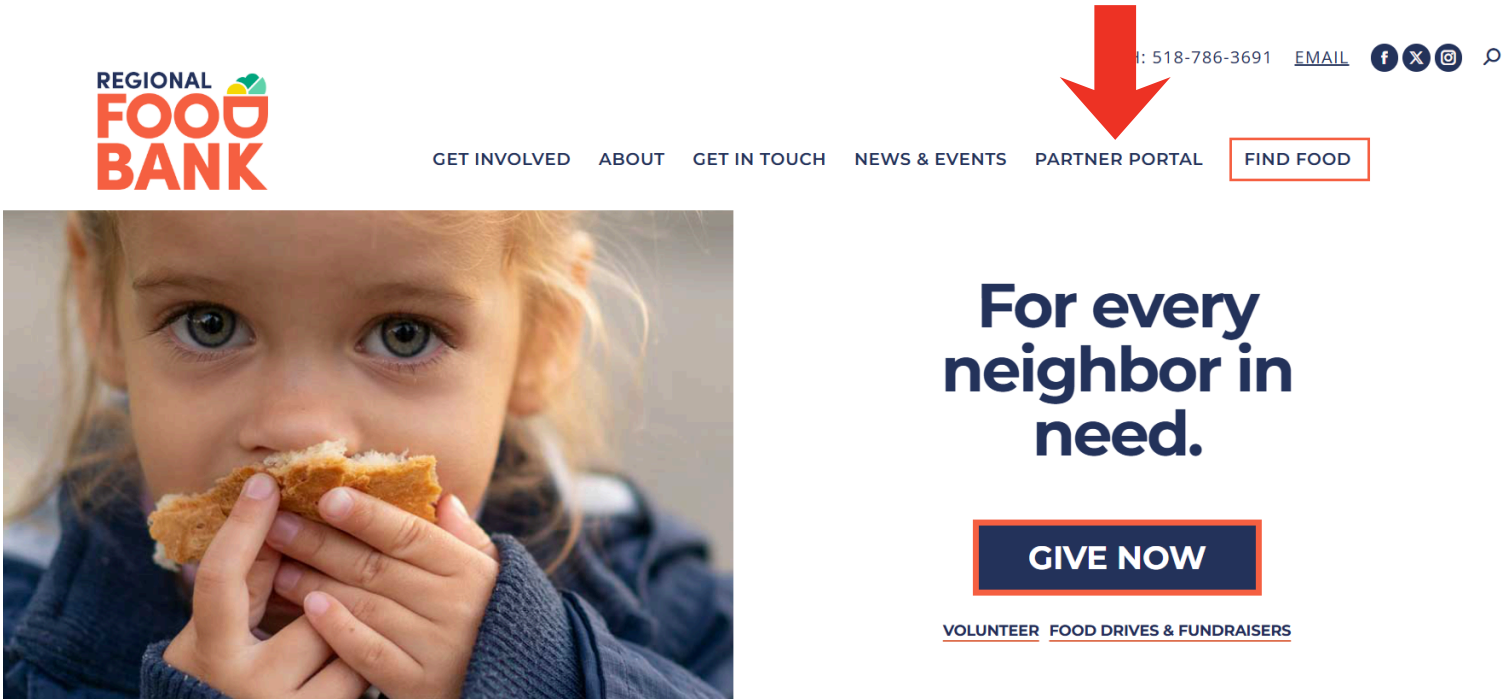 H: 518-786-3691 EMAIL
REGIONAL
FOOD
BANK
GET INVOLVED ABOUT GET IN TOUCH NEWS & EVENTS PARTNER PORTAL FIND FOOD
For every
neighbor in
need.
GIVE NOW
VOLUNTEER FOOD DRIVES & FUNDRAISERS